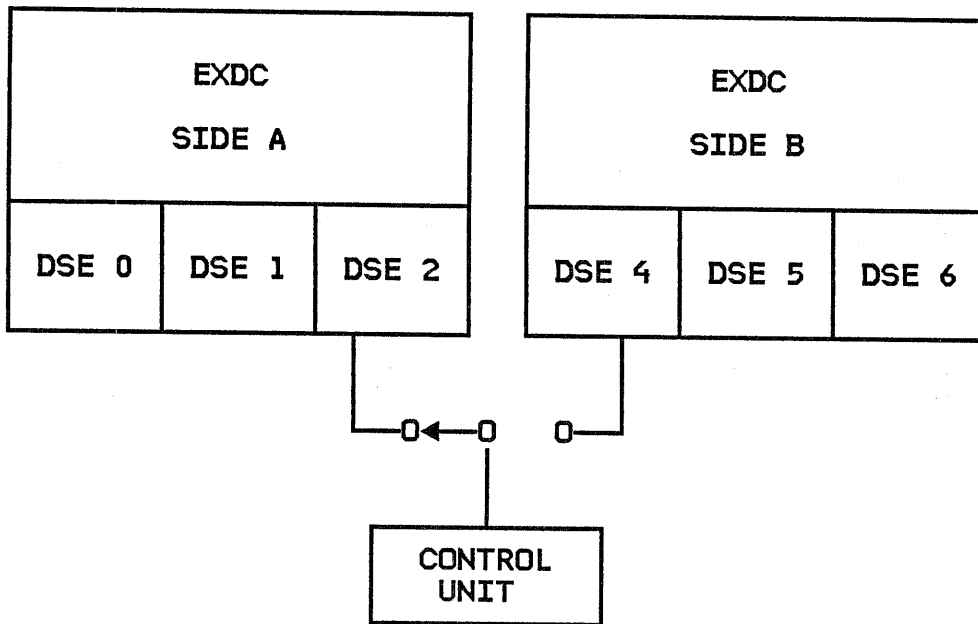 EXDC
SIDE A
DSE 0
DSE 1
DSE 2
EXDC
SIDE B
DSE 4
DSE 5
DSE 6
CONTROL
UNIT